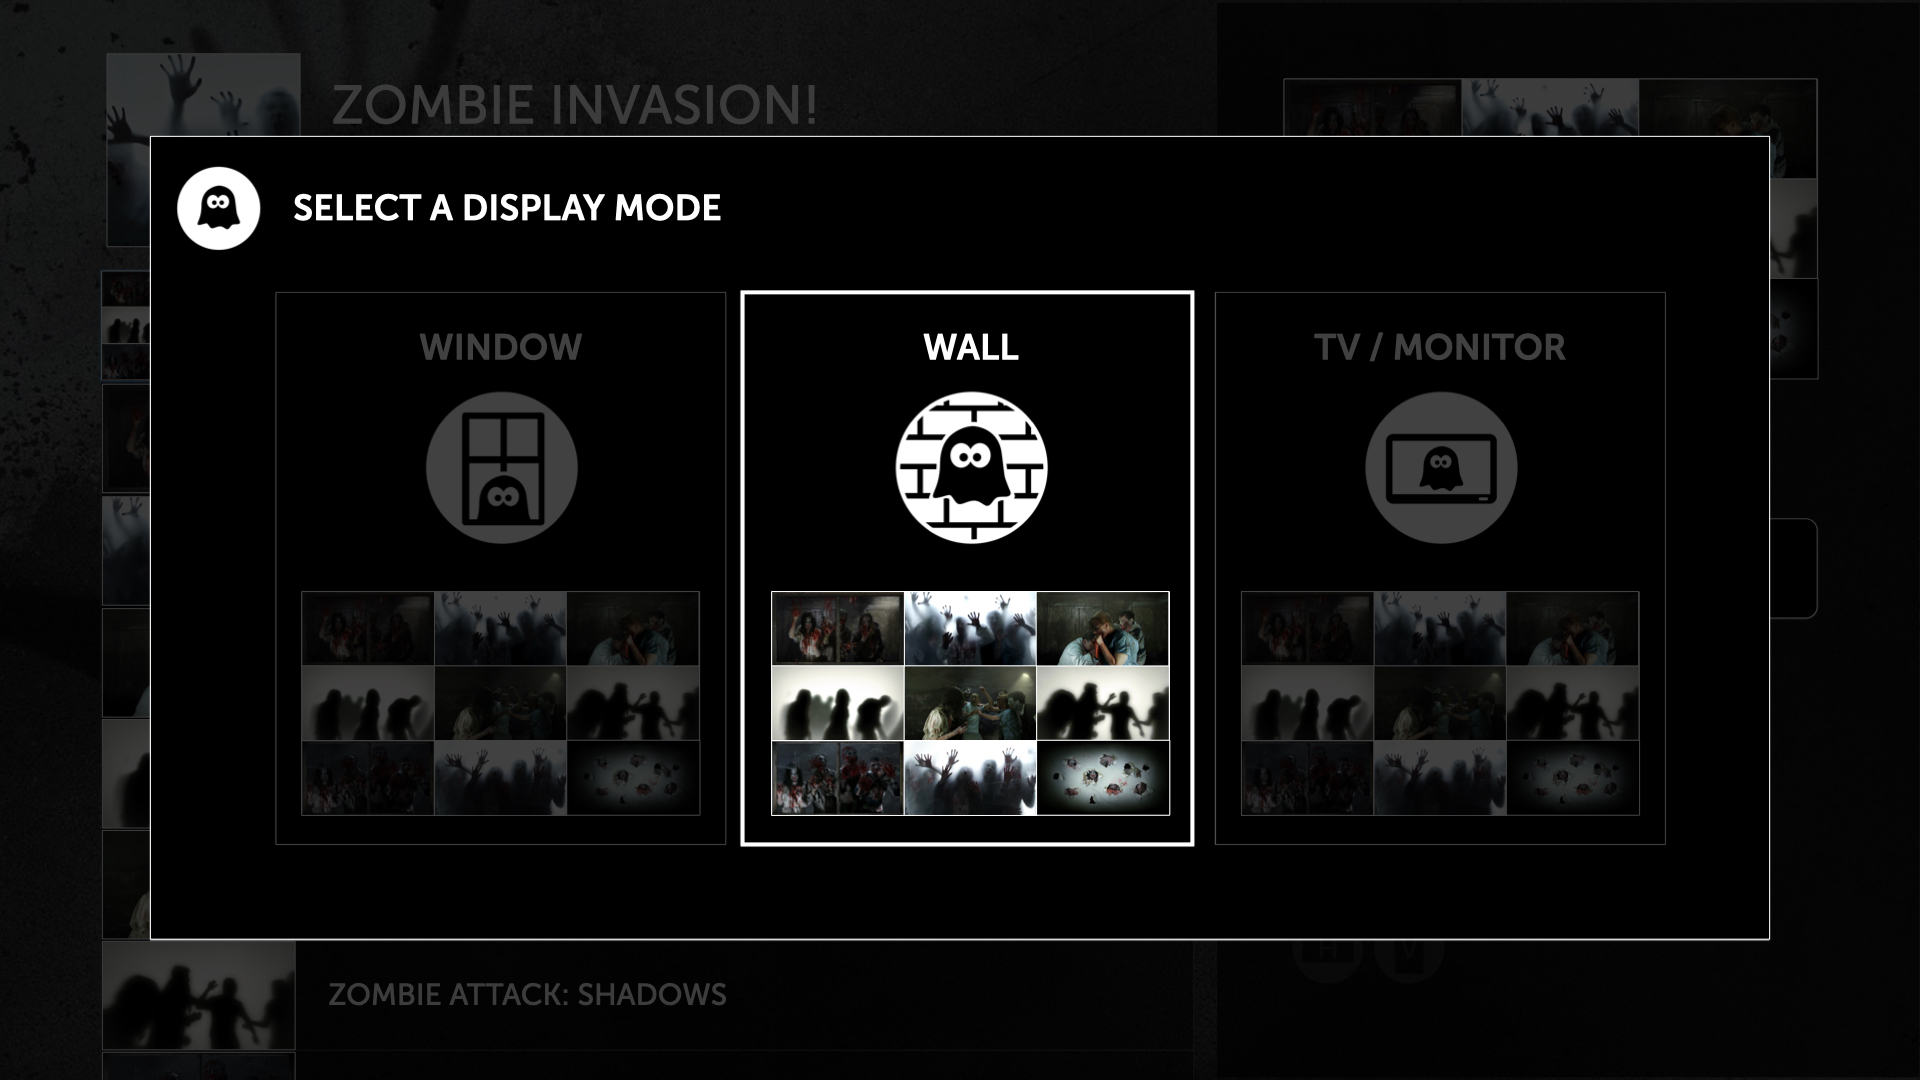 ZOMBIE INVASION!
SELECT A DISPLAY MODE
WINDOW
WALL
TV / MONITOR
H V
ZOMBIE ATTACK: SHADOWS